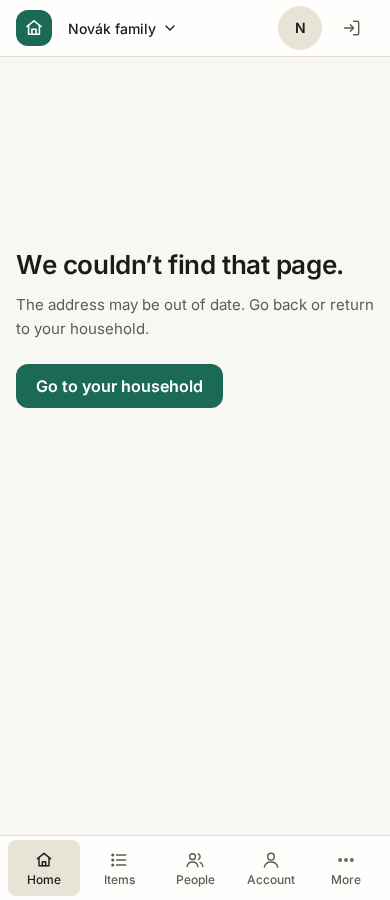 Novák family
N
We couldn’t find that page.
The address may be out of date. Go back or return
to your household.
Go to your household
Home
Items
People
Account
More